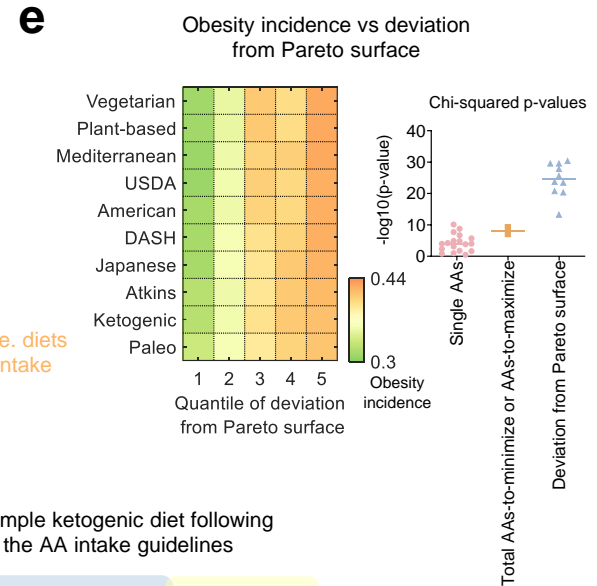 e
Obesity incidence vs deviation
from Pareto surface
Vegetarian
Plant-based
Mediterranean
USDA
American
DASH
Japanese
Atkins
Ketogenic
Paleo
1 2 3 4 5
Quantile of deviation
from Pareto surface
0.44
0.3
Obesity
incidence
Chi-squared p-values
-log10(p-value)
40
30
20
10
0
Single AAs
Total AAs-to-minimize or AAs-to-maximize
Deviation from Pareto surface
e. diets
ntake
mple ketogenic diet following
the AA intake guidelines